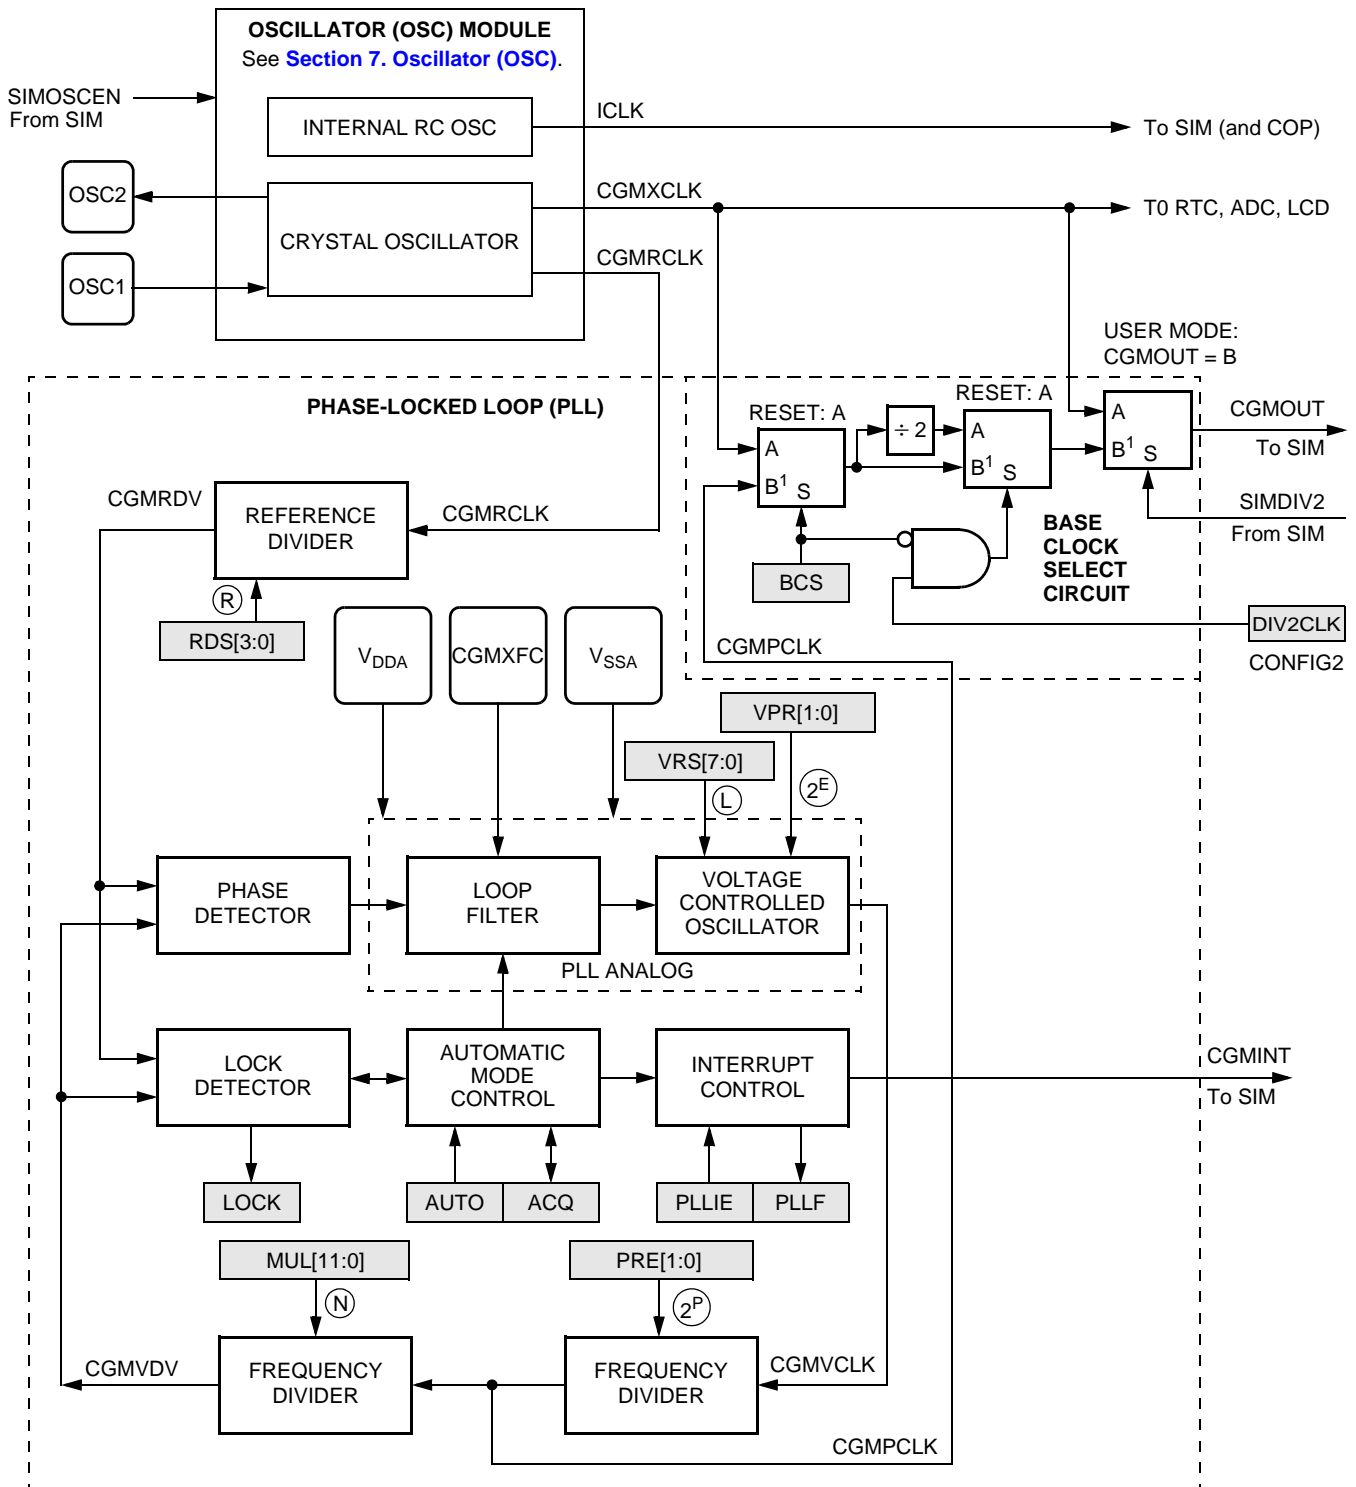 OSCILLATOR (OSC) MODULE
See Section 7. Oscillator (OSC).
SIMOSCEN
From SIM
INTERNAL RC OSC
ICLK
To SIM (and COP)
OSC2
CRYSTAL OSCILLATOR
CGMXCLK
T0 RTC, ADC, LCD
CGMRCLK
OSC1
USER MODE:
CGMOUT = B
PHASE-LOCKED LOOP (PLL)
RESET: A
RESET: A
A
B1 S
÷ 2
A
B1 S
A
B1 S
CGMOUT
To SIM
SIMDIV2
From SIM
CGMRDV
REFERENCE
DIVIDER
CGMRCLK
BASE
CLOCK
SELECT
CIRCUIT
BCS
R
RDS[3:0]
VDDA
CGMXFC
VSSA
CGMPCLK
DIV2CLK
CONFIG2
VPR[1:0]
VRS[7:0]
L
2E
PHASE
DETECTOR
LOOP
FILTER
VOLTAGE
CONTROLLED
OSCILLATOR
PLL ANALOG
LOCK
DETECTOR
AUTOMATIC
MODE
CONTROL
INTERRUPT
CONTROL
CGMINT
To SIM
LOCK
AUTO
ACQ
PLLIE
PLLF
MUL[11:0]
PRE[1:0]
N
2P
CGMVDV
FREQUENCY
DIVIDER
FREQUENCY
DIVIDER
CGMVCLK
CGMPCLK